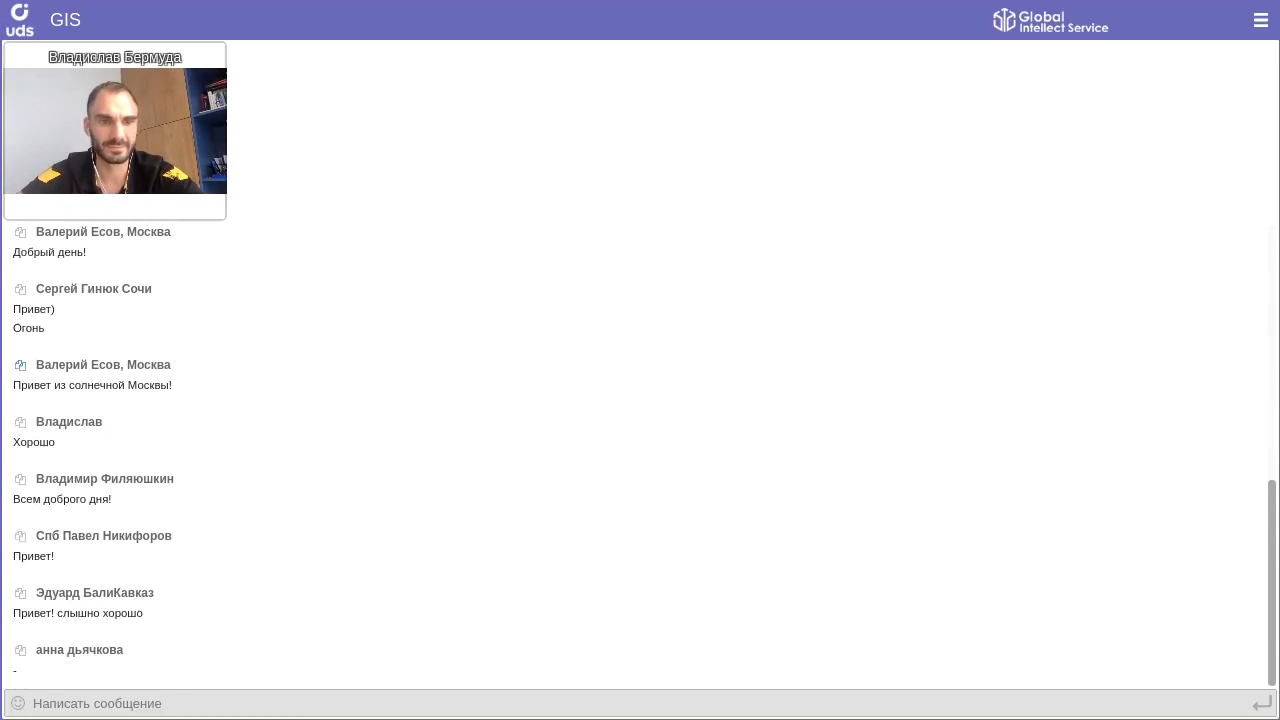 uds
GIS
Global
Intellect Service
Владислав Бермуда
Валерий Есов, Москва
Добрый день!
Сергей Гинюк Сочи
Привет)
Огонь
Валерий Есов, Москва
Привет из солнечной Москвы!
Владислав
Хорошо
Владимир Филяюшкин
Всем доброго дня!
Спб Павел Никифоров
Привет!
Эдуард БалиКавказ
Привет! слышно хорошо
анна дьячкова
-
Написать сообщение